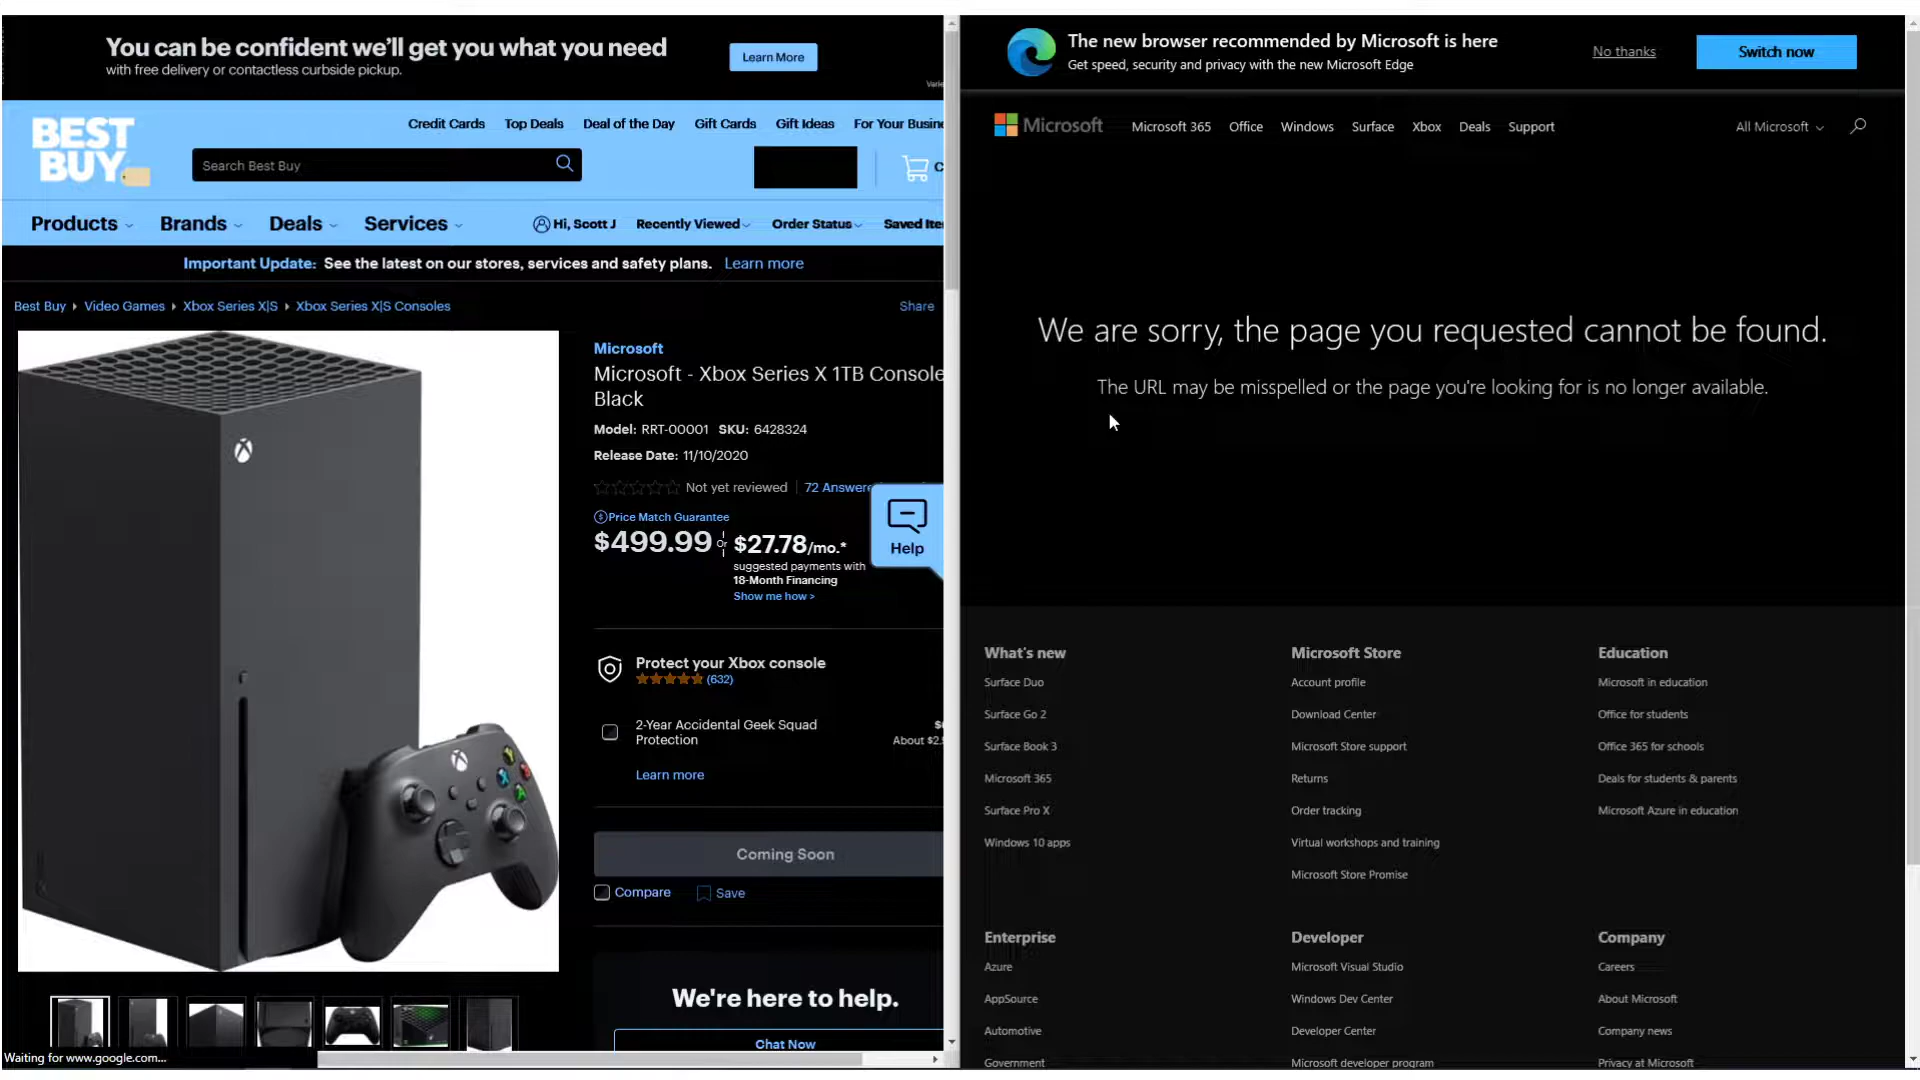 You can be confident we'll get you what you need
with free delivery or contactless curbside pickup.
Learn More
BEST
BUY
Credit Cards Top Deals Deal of the Day Gift Cards Gift Ideas For Your
Search Best Buy
Products Brands Deals Services
Hi, Scott J Recently Viewed Order Status Saved
Important Update: See the latest on our stores, services and safety plans. Learn more
Best Buy Video Games Xbox Series X|S Xbox Series X|S Consoles
Share
Microsoft
Microsoft - Xbox Series X 1TB Console
Black
Model: RRT-00001 SKU: 6428324
Release Date: 11/10/2020
Not yet reviewed 72
Price Match Guarantee
$499.99 or $27.78/mo.*
suggested payments with
18-Month Financing
Show me how >
Help
Protect your Xbox console
(632)
2-Year Accidental Geek Squad
Protection
About
Learn more
Coming Soon
Compare Save
We're here to help.
Chat Now
Waiting for www.google.com...
The new browser recommended by Microsoft is here
Get speed, security and privacy with the new Microsoft Edge
No thanks
Switch now
Microsoft Microsoft 365 Office Windows Surface Xbox Deals Support All Microsoft
We are sorry, the page you requested cannot be found.
The URL may be misspelled or the page you're looking for is no longer available.
What's new
Surface Duo
Surface Go 2
Surface Book 3
Microsoft 365
Surface Pro X
Windows 10 apps
Microsoft Store
Account profile
Download Center
Microsoft Store support
Returns
Order tracking
Virtual workshops and training
Microsoft Store Promise
Education
Microsoft in education
Office for students
Office 365 for schools
Deals for students & parents
Microsoft Azure in education
Enterprise
Azure
AppSource
Automotive
Government
Developer
Microsoft Visual Studio
Windows Dev Center
Developer Center
Microsoft developer program
Company
Careers
About Microsoft
Company news
Privacy at Microsoft